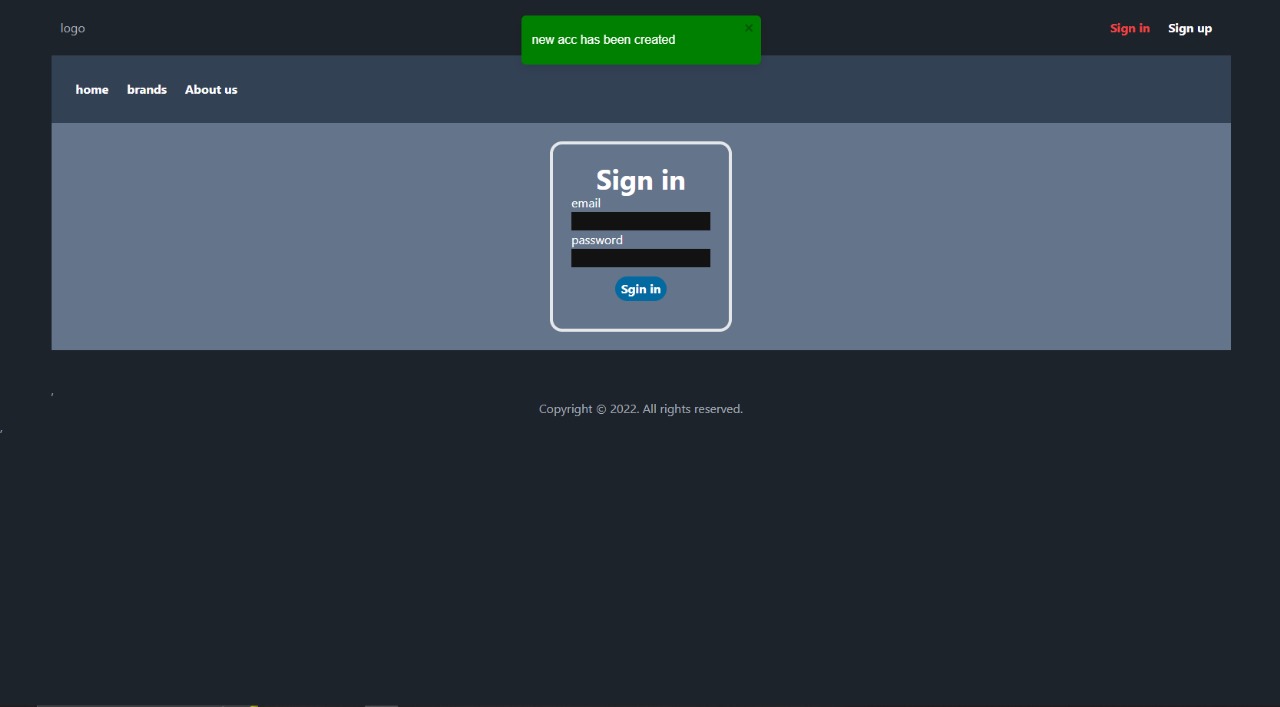 logo
new acc has been created
×
Sign in
Sign up
home
brands
About us
Sign in
email
password
Sgin in
,
Copyright © 2022. All rights reserved.
,